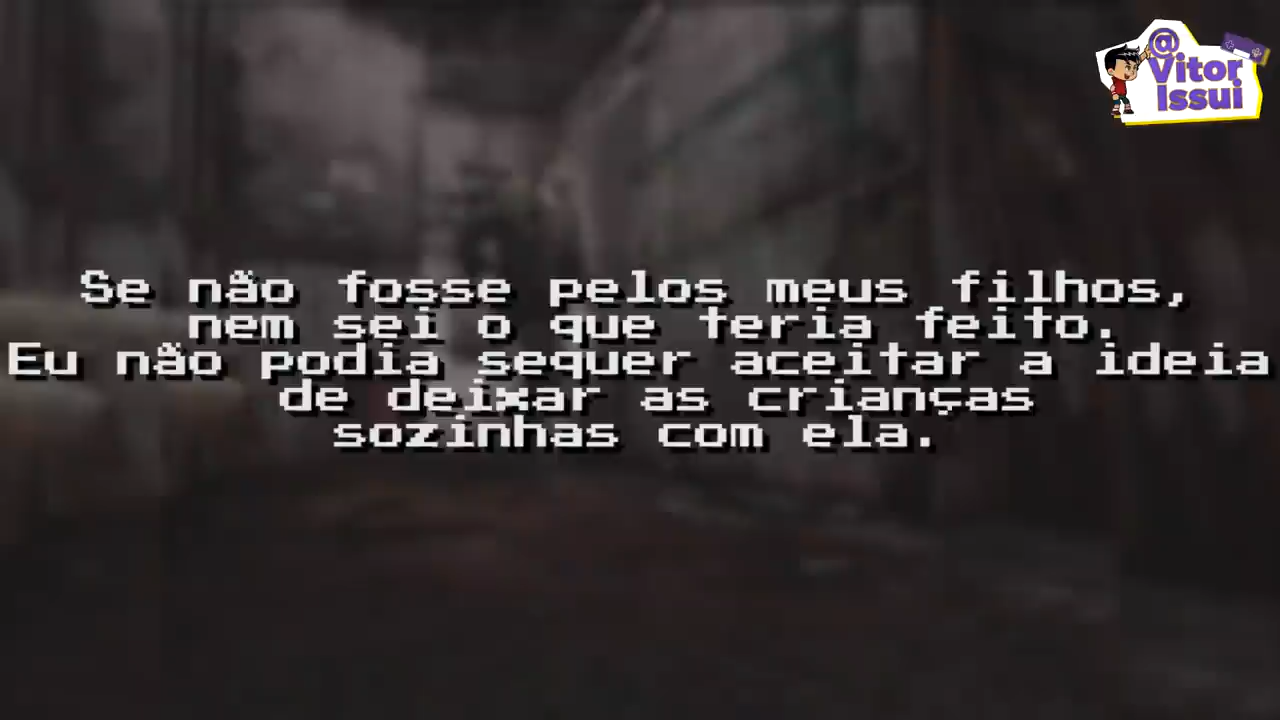 @
Vitor
Issui
Se não fosse pelos meus filhos,
nem sei o que teria feito.
Eu não podia sequer aceitar a ideia
de deixar as crianças
sozinhas com ela.